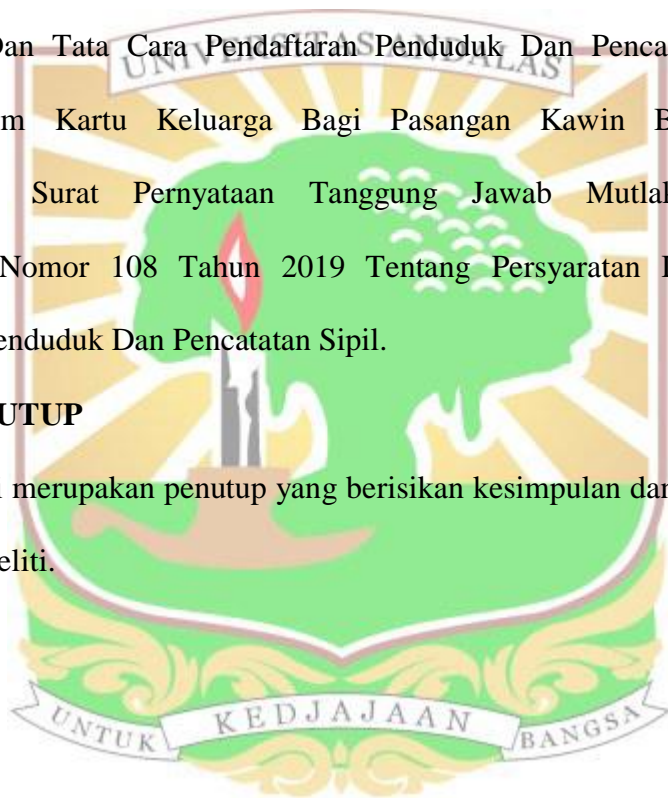 UNIVERSITAS ANDALAS
Dan Tata Cara Pendaftaran Penduduk Dan Penca
m Kartu Keluarga Bagi Pasangan Kawin B
Surat Pernyataan Tanggung Jawab Mutla
Nomor 108 Tahun 2019 Tentang Persyaratan
enduduk Dan Pencatatan Sipil.
UTUP
i merupakan penutup yang berisikan kesimpulan dan
eliti.
UNTUK KEDJAJAAN BANGSA